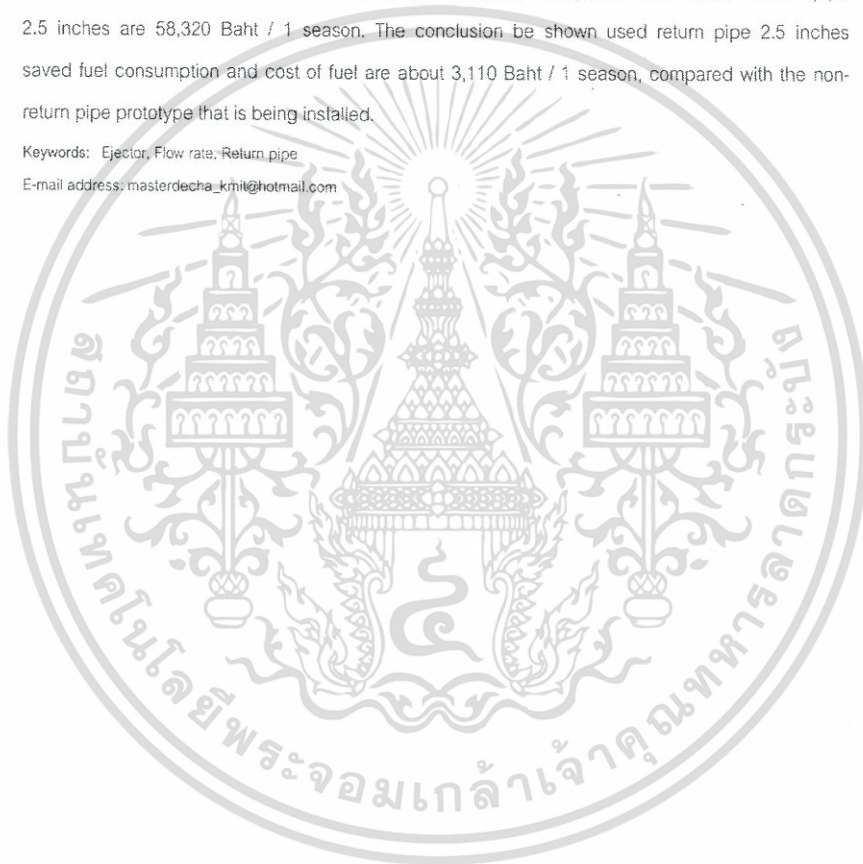 2.5 inches are 58,320 Baht / 1 season. The conclusion be shown used return pipe 2.5 inches
saved fuel consumption and cost of fuel are about 3,110 Baht / 1 season, compared with the non-
return pipe prototype that is being installed.
Keywords: Ejector, Flow rate, Return pipe
E-mail address: masterdecha_kmit@hotmail.com
สถาบันเทคโนโลยีพระจอมเกล้าเจ้าคุณทหารลาดกระบัง
๔